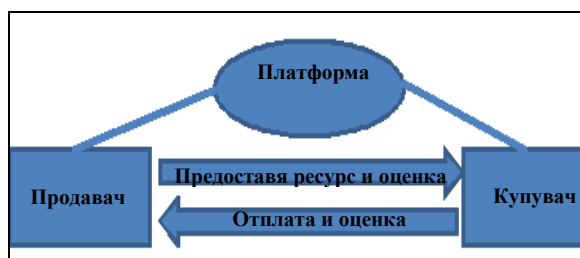 Платформа
Предоставя ресурс и оценка
Продавач
Купувач
Отплата и оценка